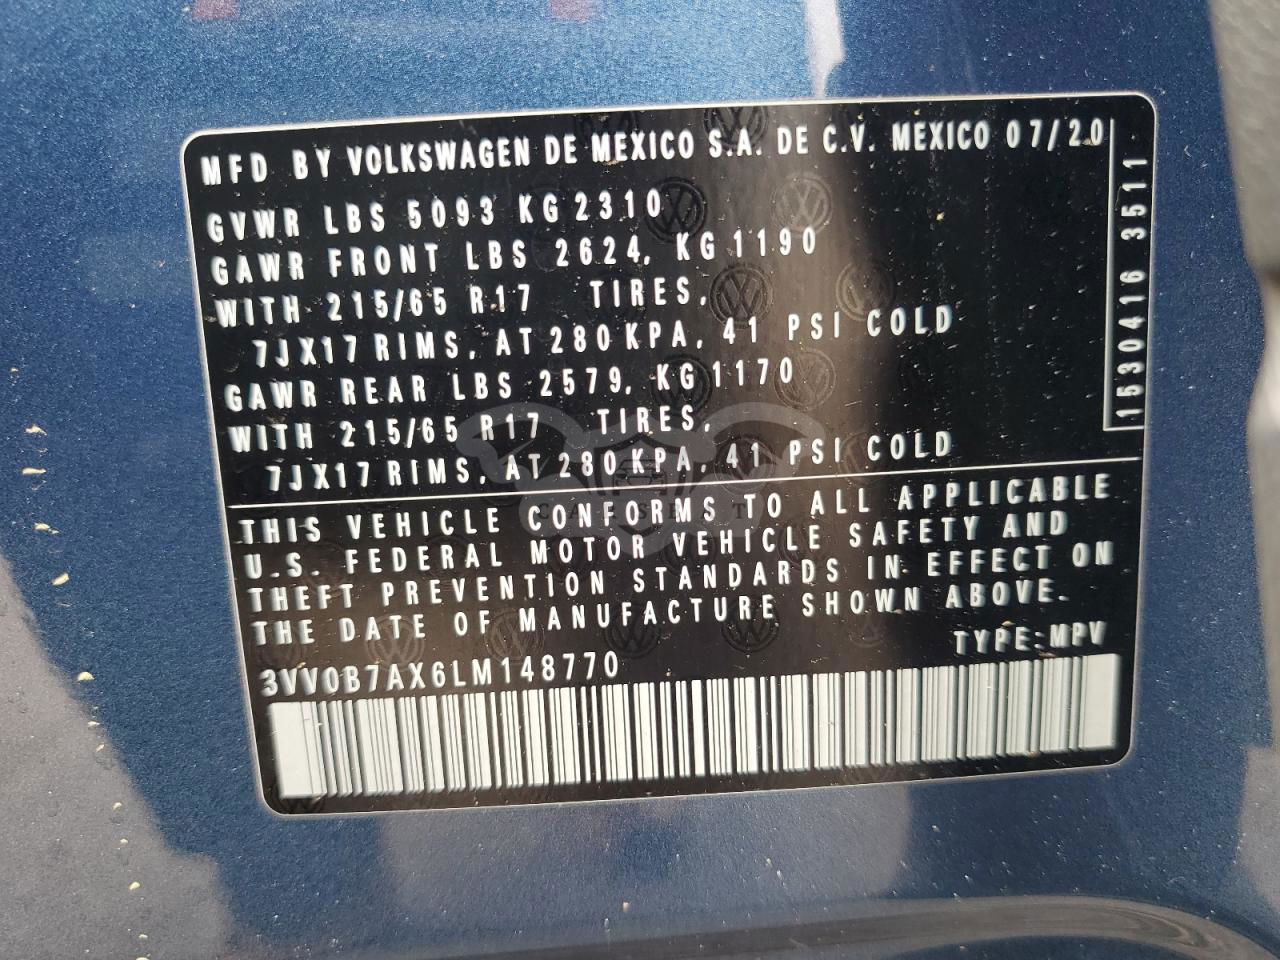 MFD BY VOLKSWAGEN DE MEXICO S.A. DE C.V. MEXICO 07/20
GVWR LBS 5093 KG 2310
GAWR FRONT LBS 2624, KG 1190
WITH 215/65 R17 TIRES,
7JX17 RIMS, AT 280 KPA, 41 PSI COLD
GAWR REAR LBS 2579, KG 1170
WITH 215/65 R17 TIRES,
7JX17 RIMS, AT 280 KPA, 41 PSI COLD
1530416 3511
THIS VEHICLE CONFORMS TO ALL APPLICABLE
U.S. FEDERAL MOTOR VEHICLE SAFETY AND
THEFT PREVENTION STANDARDS IN EFFECT ON
THE DATE OF MANUFACTURE SHOWN ABOVE.
TYPE:MPV
3VV0B7AX6LM148770